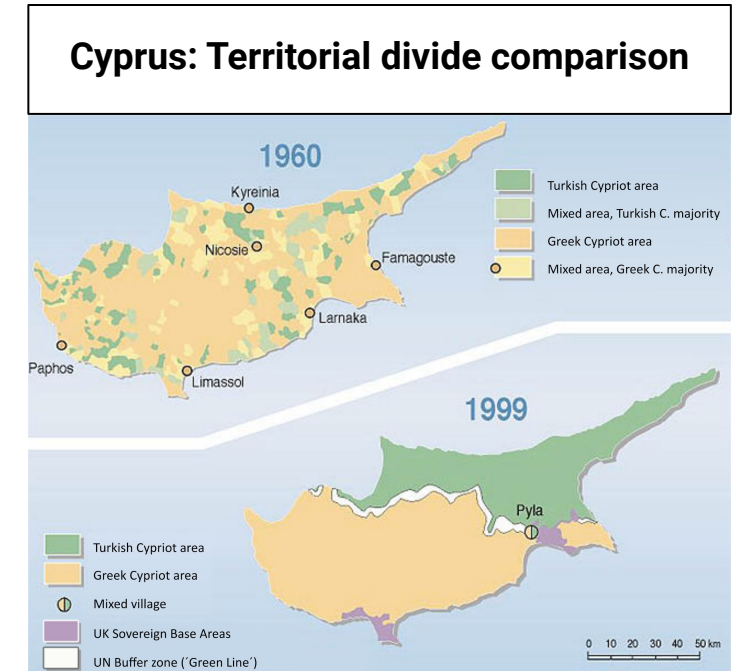 Cyprus: Territorial divide comparison
1960
Kyreinia
Nicosie
Famagouste
Larnaka
Paphos
Limassol
Turkish Cypriot area
Mixed area, Turkish C. majority
Greek Cypriot area
Mixed area, Greek C. majority
1999
Pyla
Turkish Cypriot area
Greek Cypriot area
Mixed village
UK Sovereign Base Areas
UN Buffer zone (´Green Line´)
0 10 20 30 40 50 km